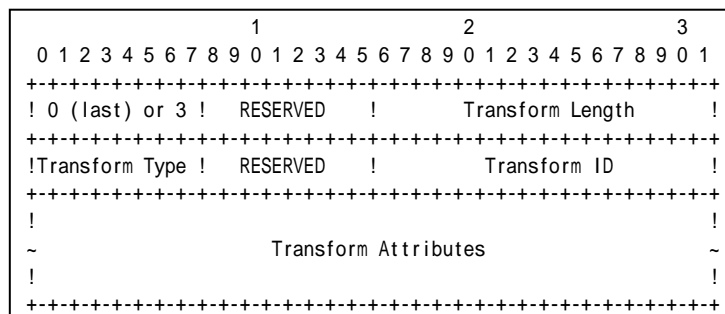 1                   2                   3
 0 1 2 3 4 5 6 7 8 9 0 1 2 3 4 5 6 7 8 9 0 1 2 3 4 5 6 7 8 9 0 1
+-+-+-+-+-+-+-+-+-+-+-+-+-+-+-+-+-+-+-+-+-+-+-+-+-+-+-+-+-+-+-+-+
! 0 (last) or 3 !   RESERVED    !        Transform Length       !
+-+-+-+-+-+-+-+-+-+-+-+-+-+-+-+-+-+-+-+-+-+-+-+-+-+-+-+-+-+-+-+-+
!Transform Type !   RESERVED    !          Transform ID         !
+-+-+-+-+-+-+-+-+-+-+-+-+-+-+-+-+-+-+-+-+-+-+-+-+-+-+-+-+-+-+-+-+
!                                                               !
~                      Transform Attributes                     ~
!                                                               !
+-+-+-+-+-+-+-+-+-+-+-+-+-+-+-+-+-+-+-+-+-+-+-+-+-+-+-+-+-+-+-+-+